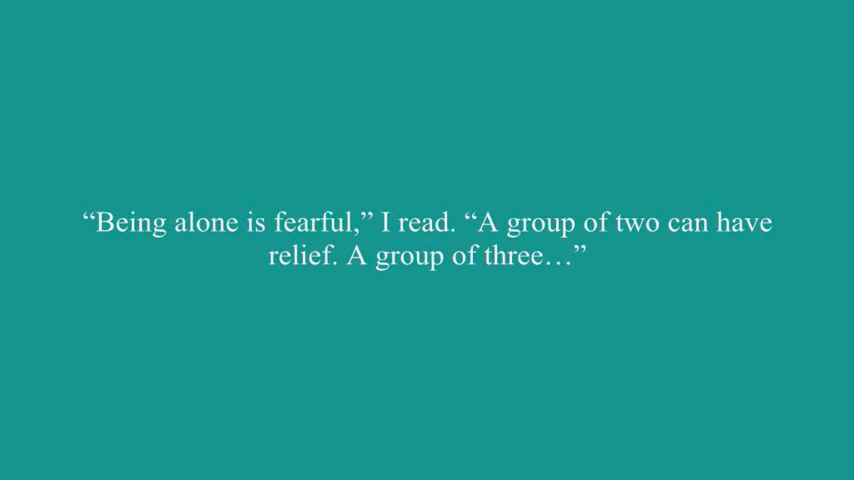 “Being alone is fearful,” I read. “A group of two can have
relief. A group of three…”